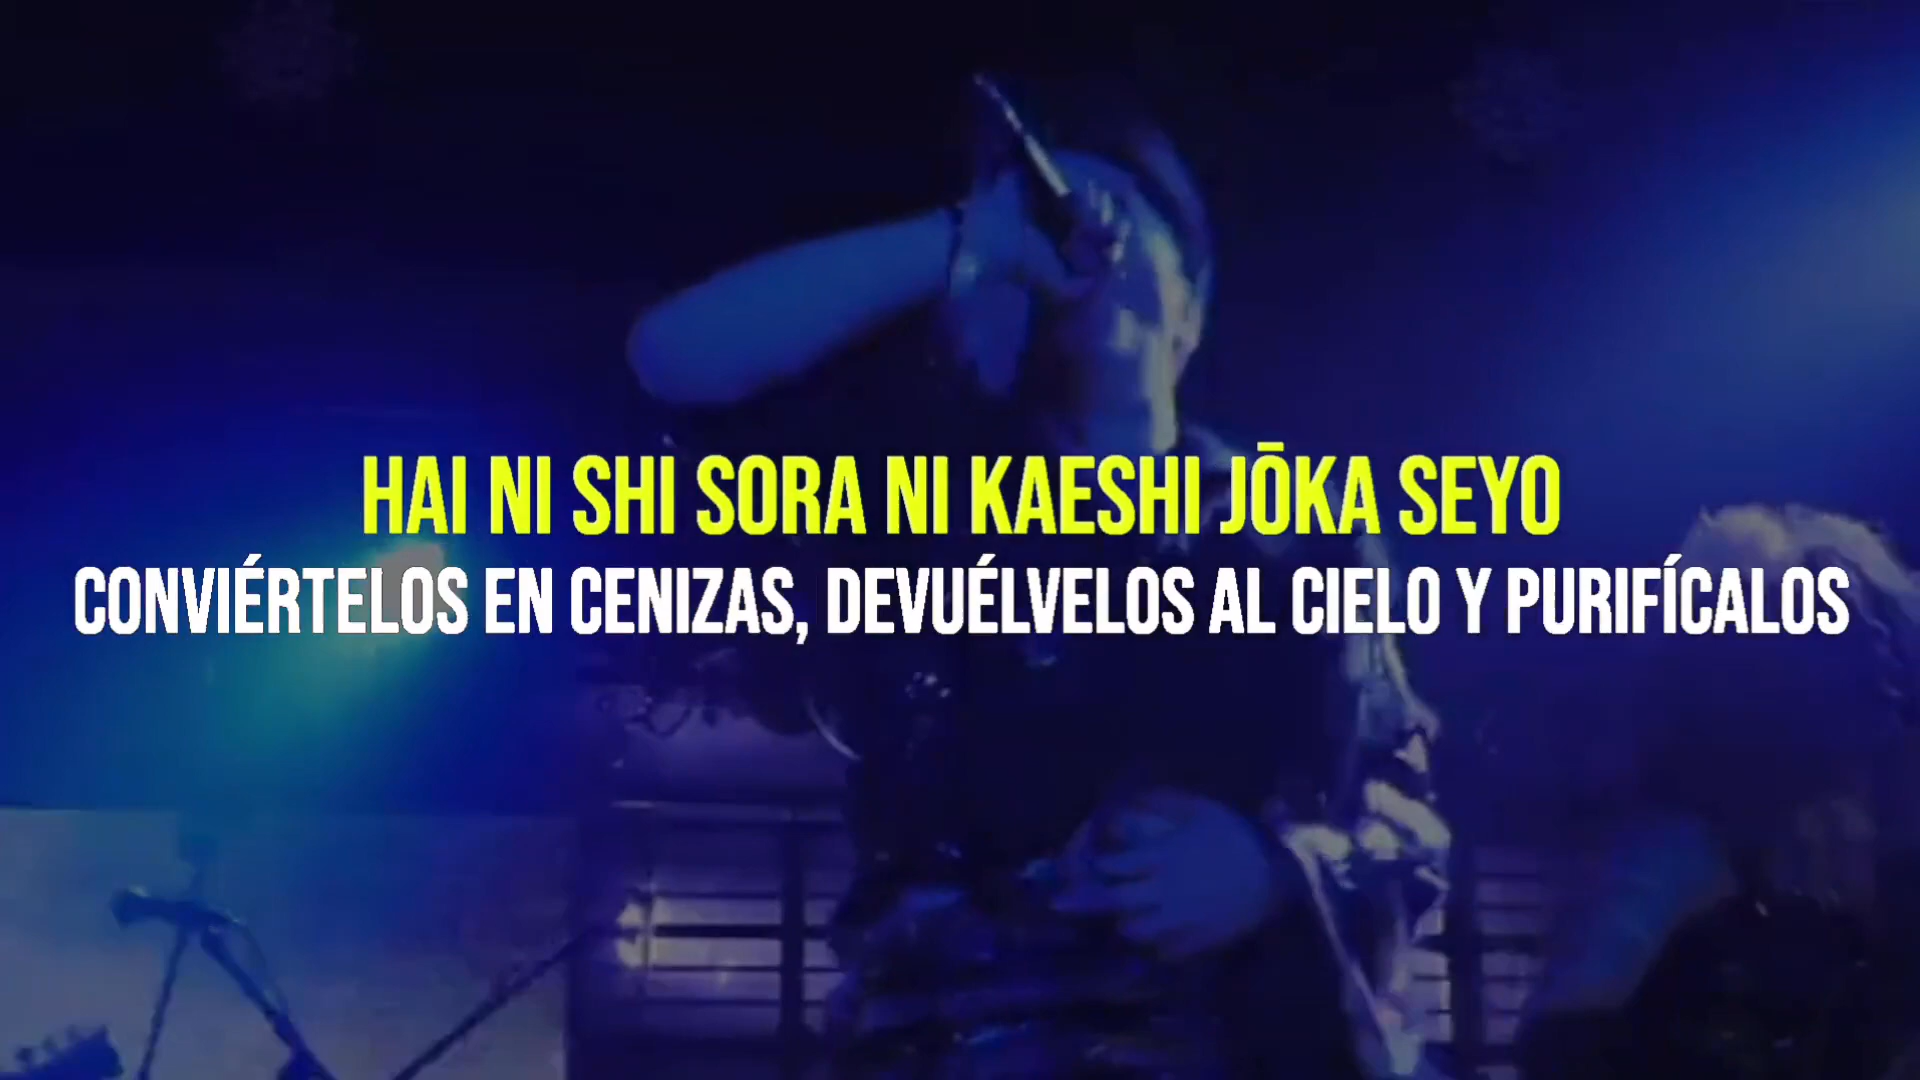 HAI NI SHI SORA NI KAESHI JŌKA SEYO
CONVIÉRTELOS EN CENIZAS, DEVUÉLVELOS AL CIELO Y PURIFÍCALOS